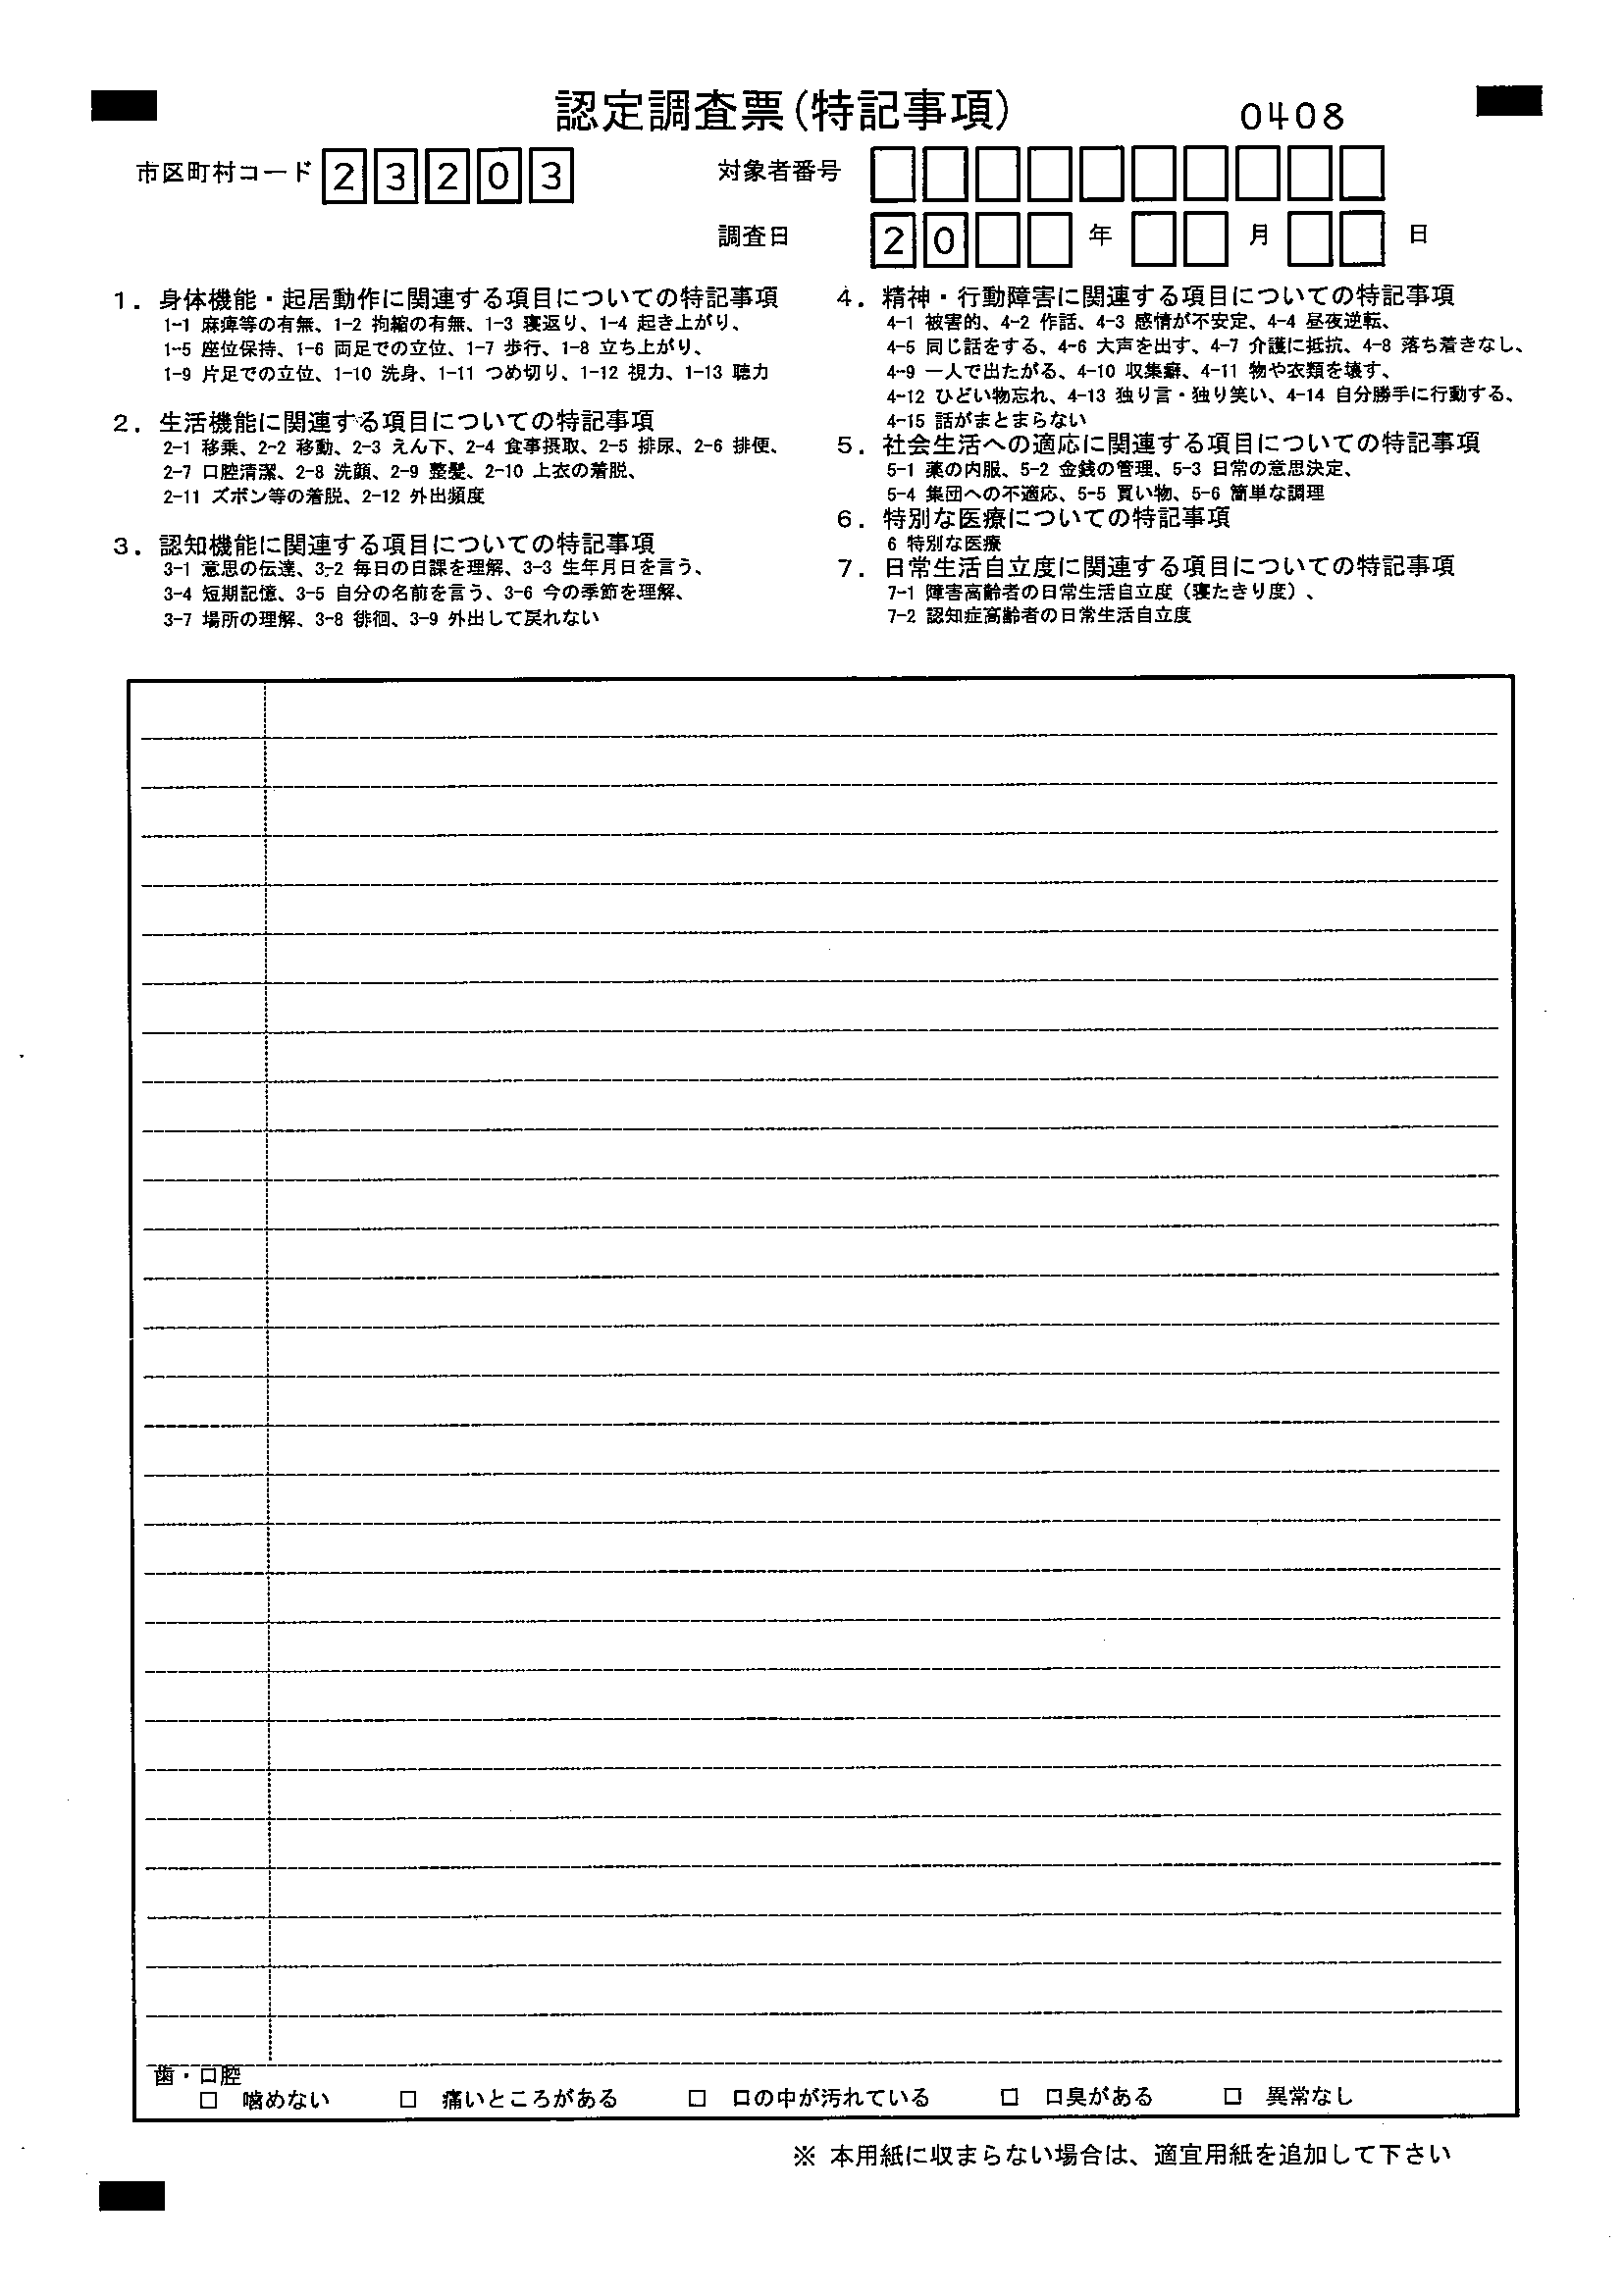 認定調査票(特記事項)
0408
市区町村コード 23203
対象者番号
調査日 20 年 月 日
1. 身体機能・起居動作に関連する項目についての特記事項
1-1 麻痺等の有無、1-2 拘縮の有無、1-3 寝返り、1-4 起き上がり、
1-5 座位保持、1-6 両足での立位、1-7 歩行、1-8 立ち上がり、
1-9 片足での立位、1-10 洗身、1-11 つめ切り、1-12 視力、1-13 聴力
2. 生活機能に関連する項目についての特記事項
2-1 移乗、2-2 移動、2-3 えん下、2-4 食事摂取、2-5 排尿、2-6 排便、
2-7 口腔清潔、2-8 洗顔、2-9 整髪、2-10 上衣の着脱、
2-11 ズボン等の着脱、2-12 外出頻度
3. 認知機能に関連する項目についての特記事項
3-1 意思の伝達、3-2 毎日の日課を理解、3-3 生年月日を言う、
3-4 短期記憶、3-5 自分の名前を言う、3-6 今の季節を理解、
3-7 場所の理解、3-8 徘徊、3-9 外出して戻れない
4. 精神・行動障害に関連する項目についての特記事項
4-1 被害的、4-2 作話、4-3 感情が不安定、4-4 昼夜逆転、
4-5 同じ話をする、4-6 大声を出す、4-7 介護に抵抗、4-8 落ち着きなし、
4-9 一人で出たがる、4-10 収集癖、4-11 物や衣類を壊す、
4-12 ひどい物忘れ、4-13 独り言・独り笑い、4-14 自分勝手に行動する、
4-15 話がまとまらない
5. 社会生活への適応に関連する項目についての特記事項
5-1 薬の内服、5-2 金銭の管理、5-3 日常の意思決定、
5-4 集団への不適応、5-5 買い物、5-6 簡単な調理
6. 特別な医療についての特記事項
6 特別な医療
7. 日常生活自立度に関連する項目についての特記事項
7-1 障害高齢者の日常生活自立度（寝たきり度）、
7-2 認知症高齢者の日常生活自立度
歯・口腔
□ 噛めない □ 痛いところがある □ 口の中が汚れている □ 口臭がある □ 異常なし
※ 本用紙に収まらない場合は、適宜用紙を追加して下さい